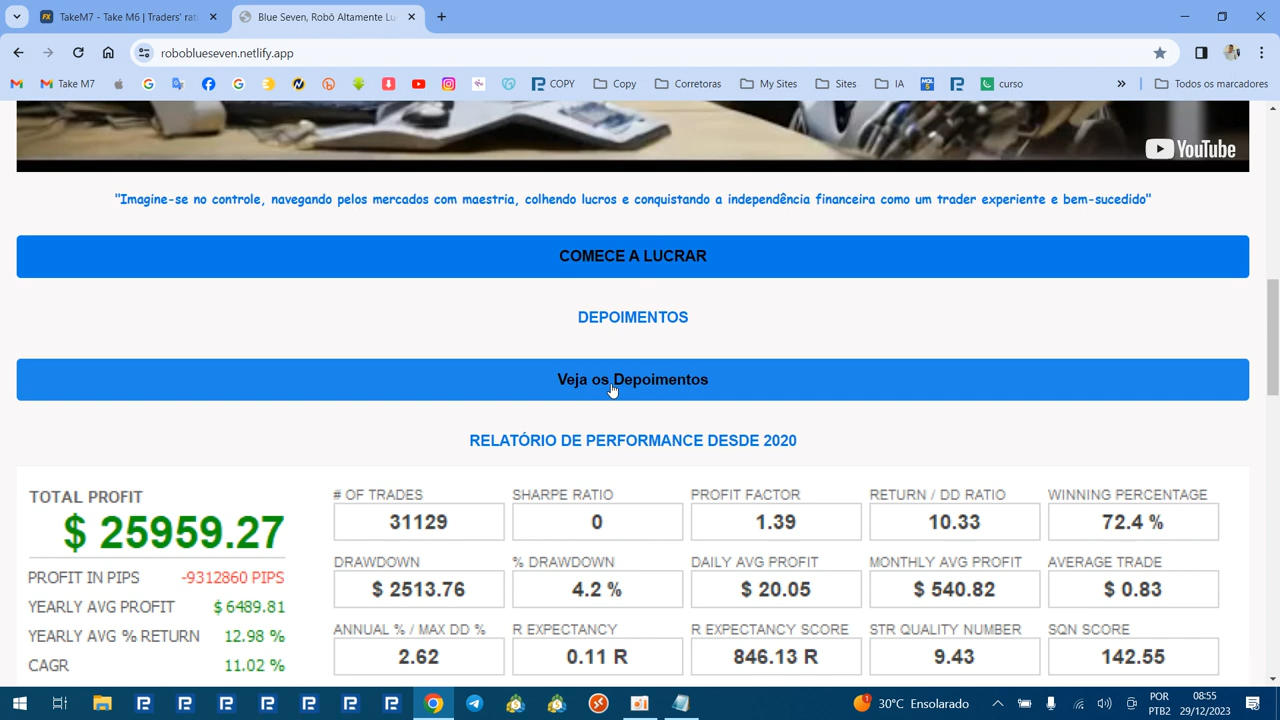 TakeM7 - Take M6 | Traders' rat
Blue Seven, Robô Altamente Lu
roboblueseven.netlify.app
Take M7
COPY
Copy
Corretoras
My Sites
Sites
IA
curso
Todos os marcadores
YouTube
"Imagine-se no controle, navegando pelos mercados com maestria, colhendo lucros e conquistando a independência financeira como um trader experiente e bem-sucedido"
COMECE A LUCRAR
DEPOIMENTOS
Veja os Depoimentos
RELATÓRIO DE PERFORMANCE DESDE 2020
TOTAL PROFIT
$ 25959.27
PROFIT IN PIPS -9312860 PIPS
YEARLY AVG PROFIT $ 6489.81
YEARLY AVG % RETURN 12.98 %
CAGR 11.02 %
# OF TRADES SHARPE RATIO PROFIT FACTOR RETURN / DD RATIO WINNING PERCENTAGE
31129 0 1.39 10.33 72.4 %
DRAWDOWN % DRAWDOWN DAILY AVG PROFIT MONTHLY AVG PROFIT AVERAGE TRADE
$ 2513.76 4.2 % $ 20.05 $ 540.82 $ 0.83
ANNUAL % / MAX DD % R EXPECTANCY R EXPECTANCY SCORE STR QUALITY NUMBER SQN SCORE
2.62 0.11 R 846.13 R 9.43 142.55
30°C Ensolarado
POR
PTB2
08:55
29/12/2023